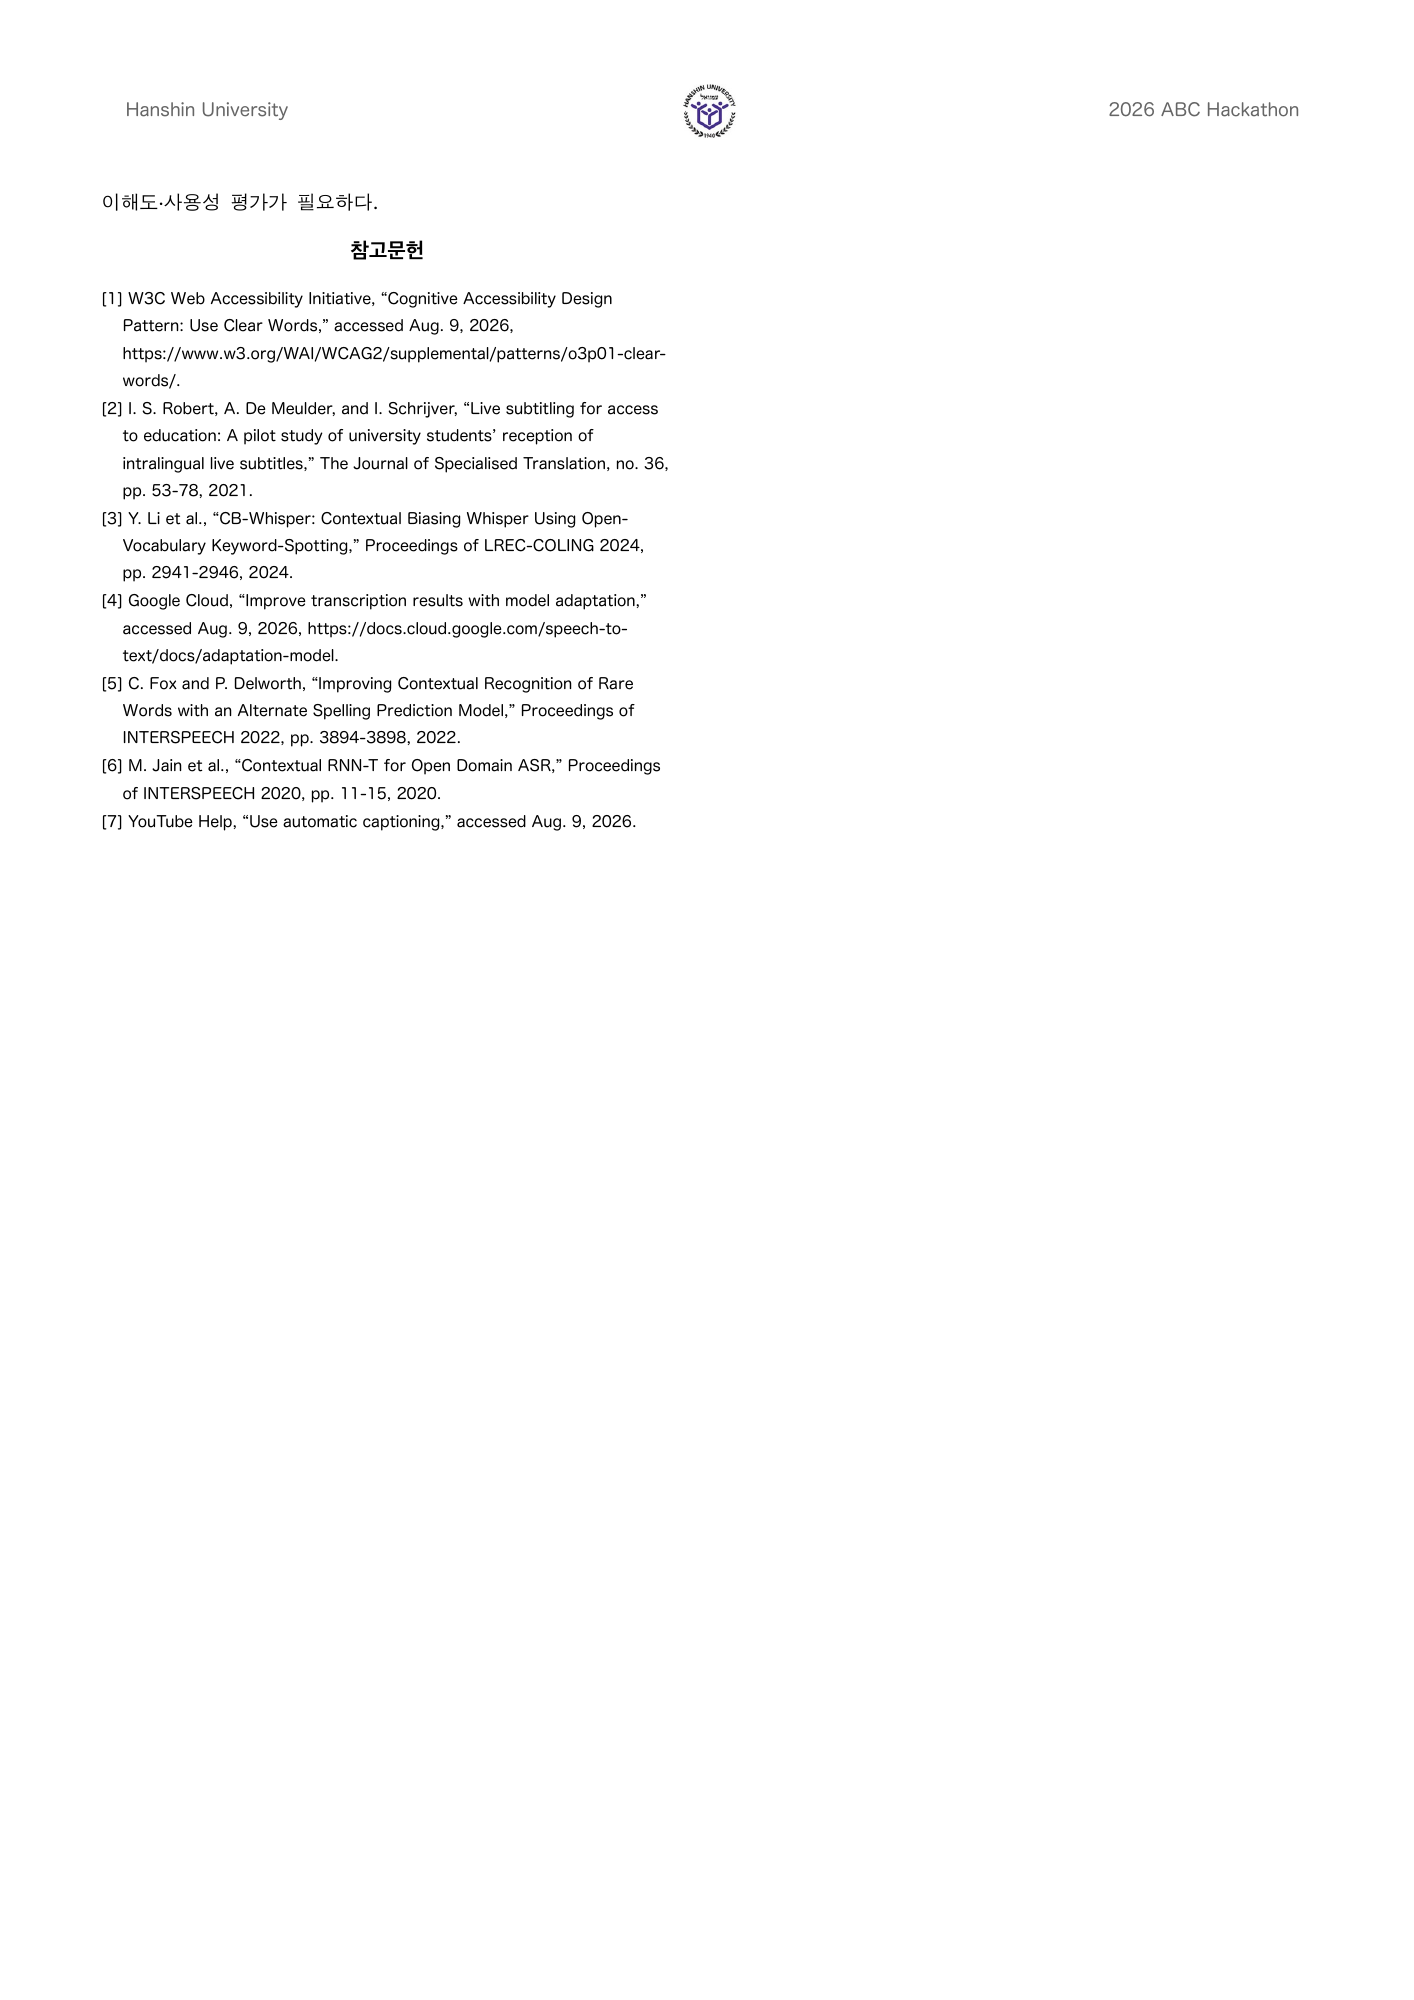 Hanshin University
HANSHIN UNIVERSITY
1940
2026 ABC Hackathon
이해도·사용성 평가가 필요하다.
참고문헌
[1] W3C Web Accessibility Initiative, “Cognitive Accessibility Design
Pattern: Use Clear Words,” accessed Aug. 9, 2026,
https://www.w3.org/WAI/WCAG2/supplemental/patterns/o3p01-clear-
words/.
[2] I. S. Robert, A. De Meulder, and I. Schrijver, “Live subtitling for access
to education: A pilot study of university students’ reception of
intralingual live subtitles,” The Journal of Specialised Translation, no. 36,
pp. 53-78, 2021.
[3] Y. Li et al., “CB-Whisper: Contextual Biasing Whisper Using Open-
Vocabulary Keyword-Spotting,” Proceedings of LREC-COLING 2024,
pp. 2941-2946, 2024.
[4] Google Cloud, “Improve transcription results with model adaptation,”
accessed Aug. 9, 2026, https://docs.cloud.google.com/speech-to-
text/docs/adaptation-model.
[5] C. Fox and P. Delworth, “Improving Contextual Recognition of Rare
Words with an Alternate Spelling Prediction Model,” Proceedings of
INTERSPEECH 2022, pp. 3894-3898, 2022.
[6] M. Jain et al., “Contextual RNN-T for Open Domain ASR,” Proceedings
of INTERSPEECH 2020, pp. 11-15, 2020.
[7] YouTube Help, “Use automatic captioning,” accessed Aug. 9, 2026.